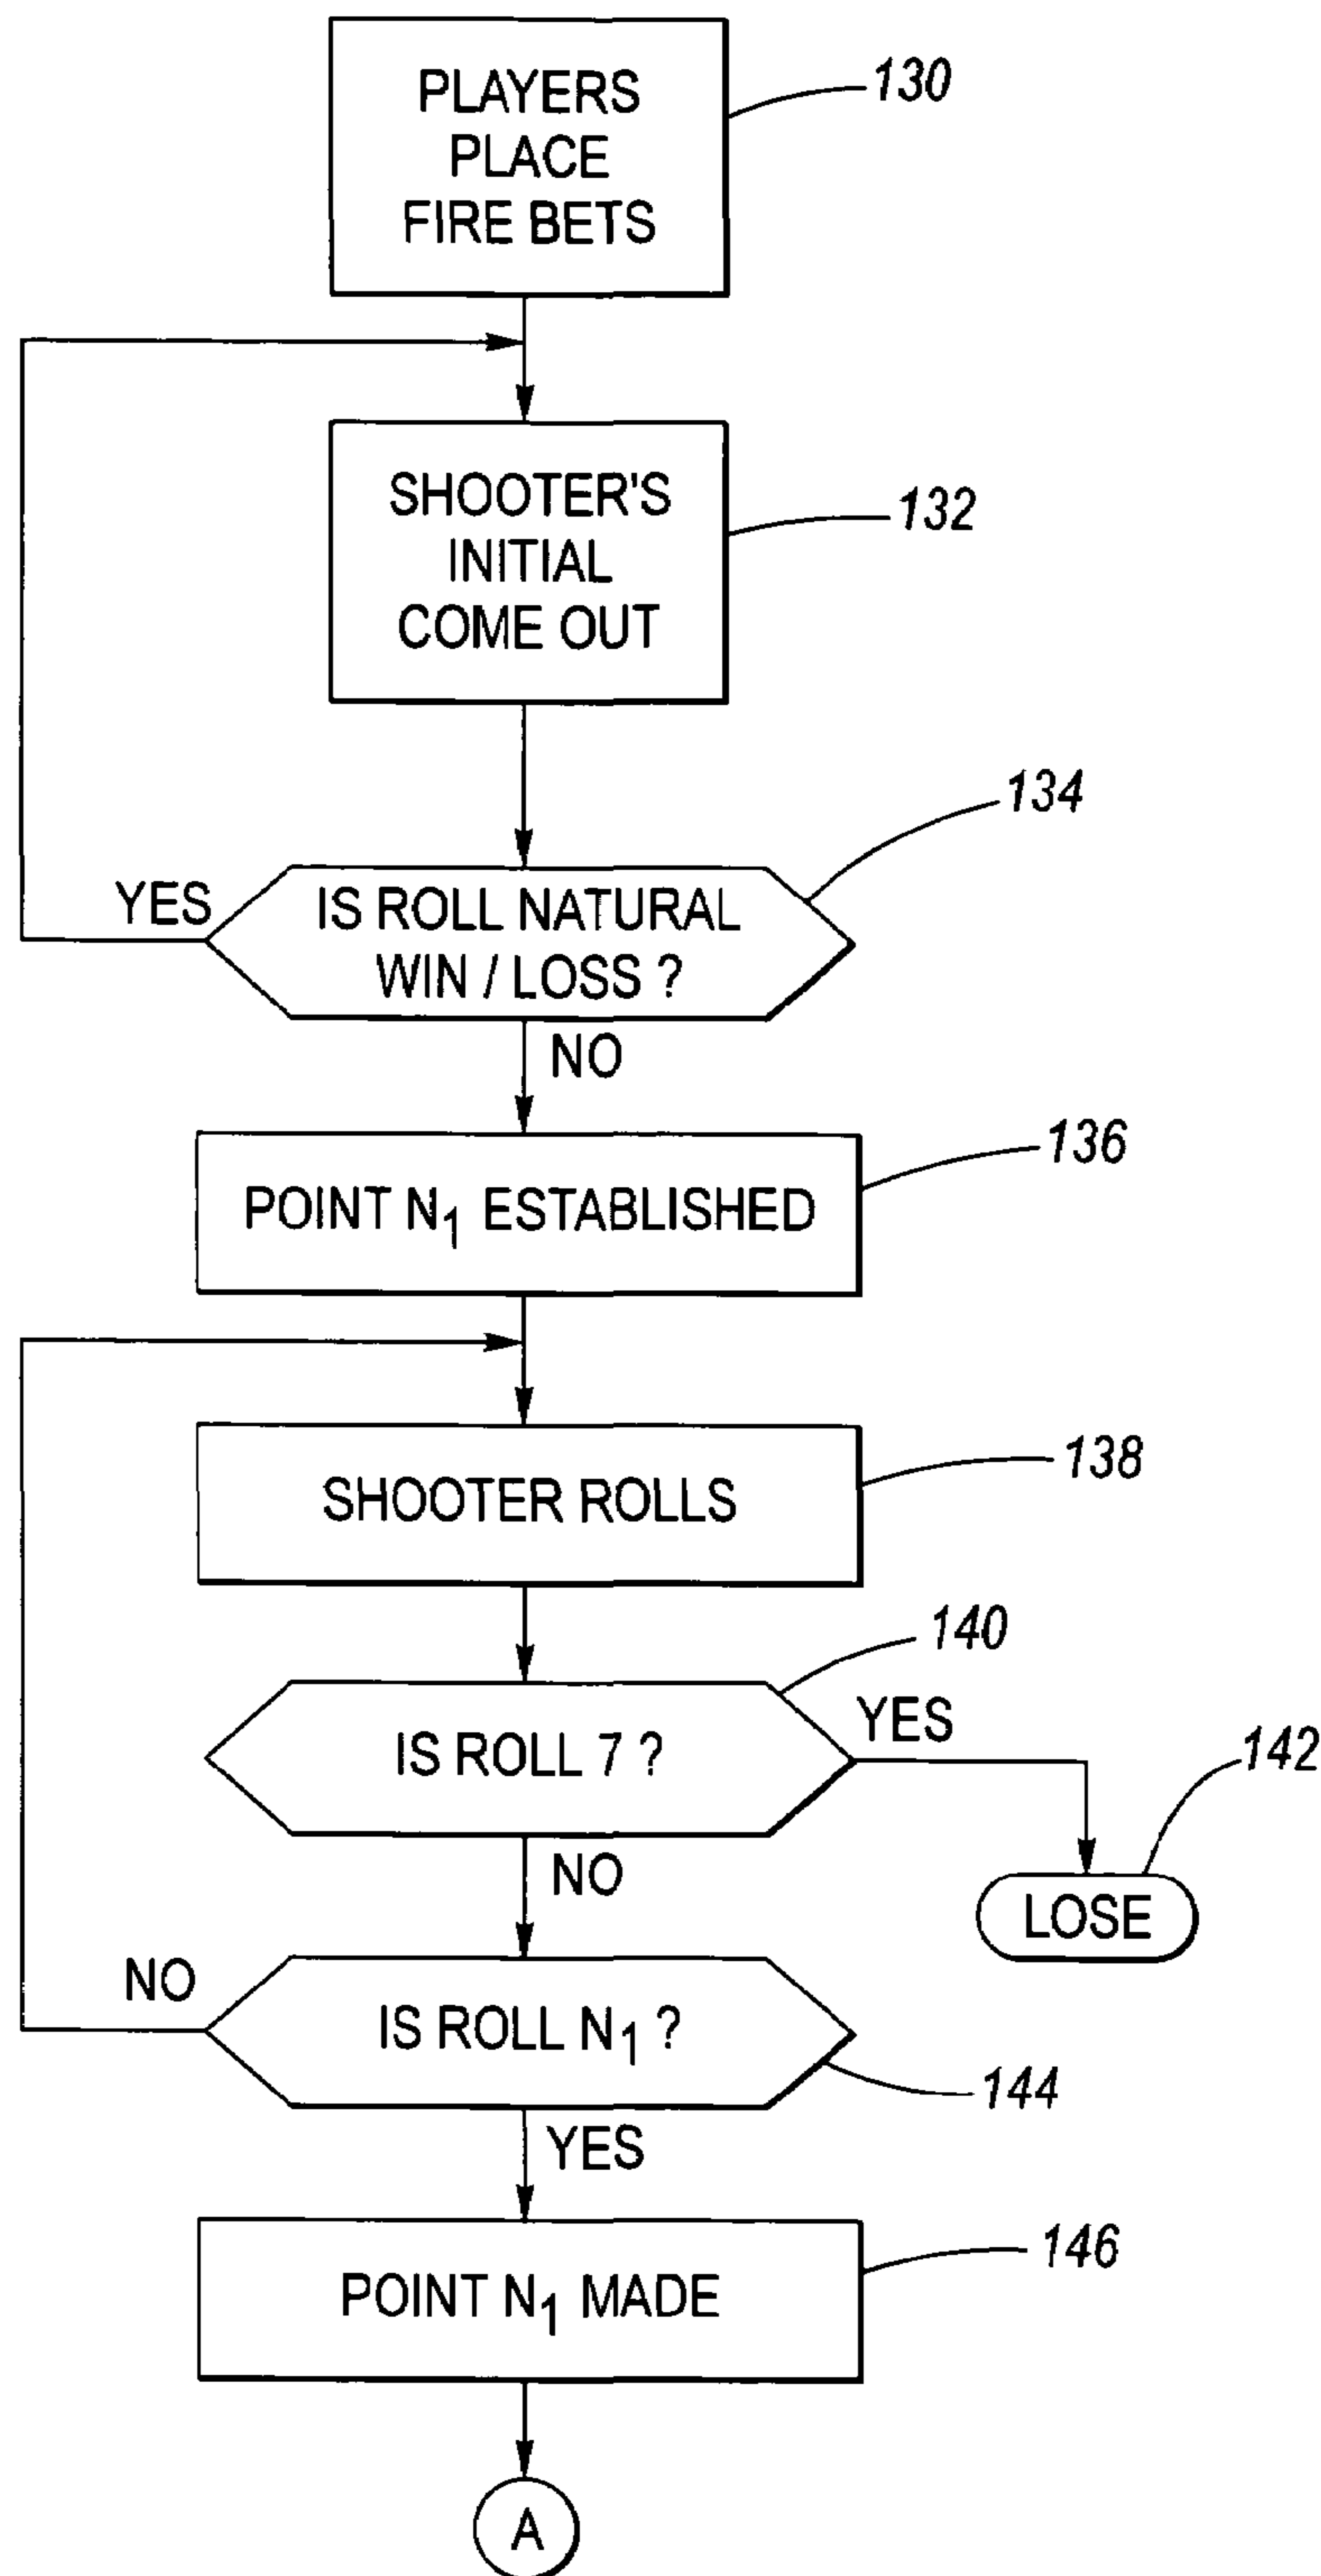 PLAYERS
PLACE
FIRE BETS
130
SHOOTER'S
INITIAL
COME OUT
132
134
YES
IS ROLL NATURAL
WIN / LOSS ?
NO
136
POINT N₁ ESTABLISHED
138
SHOOTER ROLLS
140
YES
IS ROLL 7 ?
142
NO
LOSE
NO
IS ROLL N₁ ?
144
YES
146
POINT N₁ MADE
A